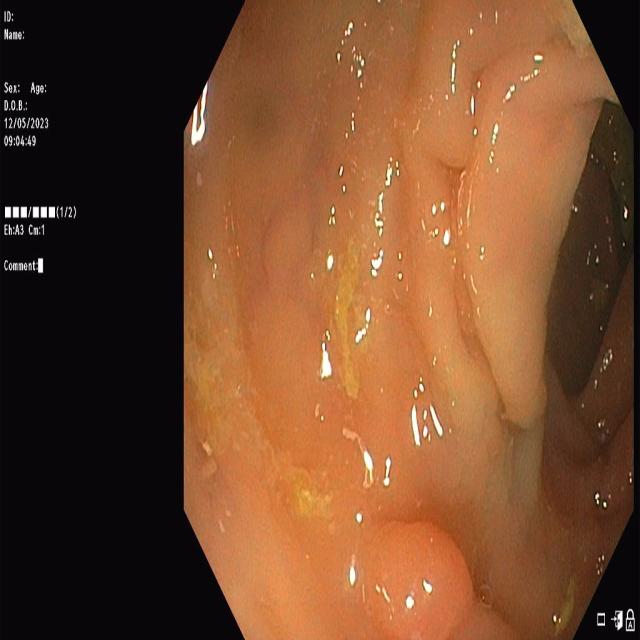 ID:
Name:
Sex: Age:
D.O.B.:
12/05/2023
09:04:49
■■■/■■■(1/2)
Eh:A3 Cm:1
Comment: